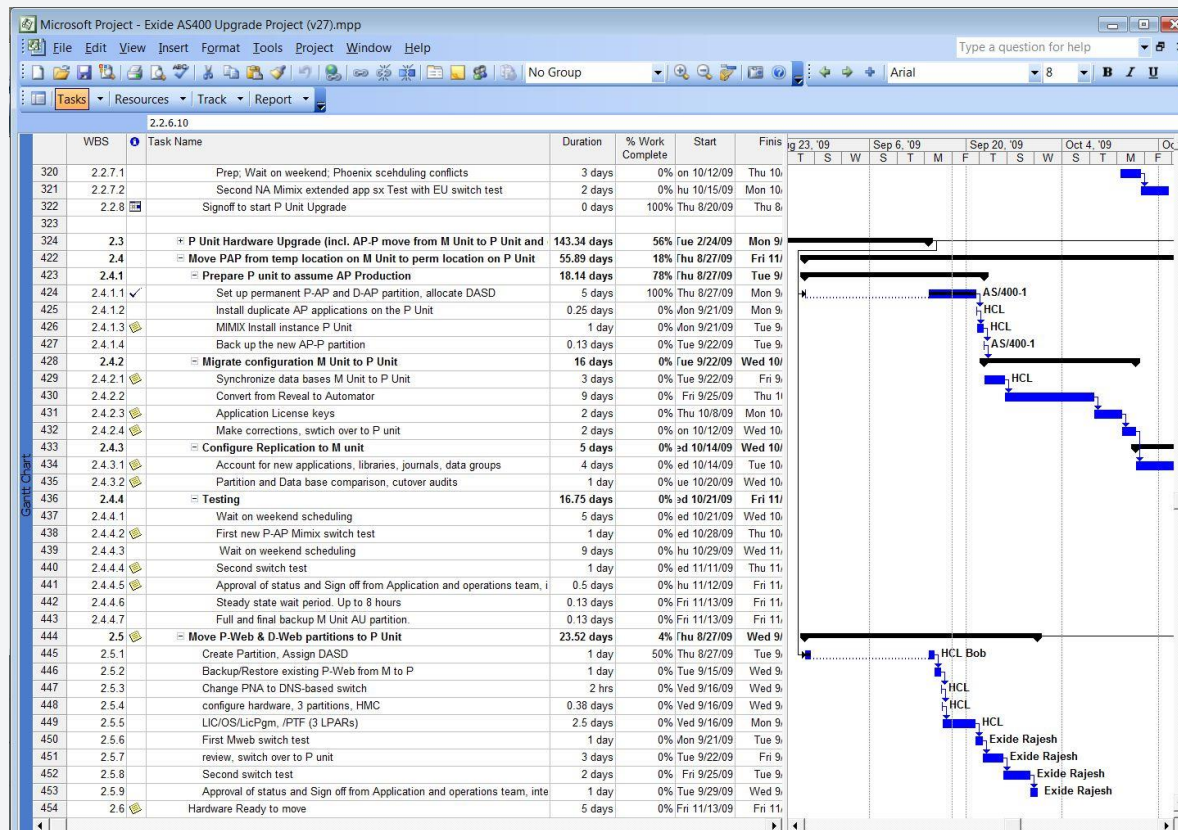 Microsoft Project - Exide AS400 Upgrade Project (v27).mpp
File Edit View Insert Format Tools Project Window Help
Type a question for help
No Group
Arial
8
B I U
Tasks Resources Track Report
2.2.6.10
WBS Task Name Duration % Work Complete Start Finis
ig 23, '09 Sep 6, '09 Sep 20, '09 Oct 4, '09 Oc
T S W S T M F T S W S T M F
320 2.2.7.1 Prep; Wait on weekend; Phoenix scehduling conflicts 3 days 0% on 10/12/09 Thu 10/
321 2.2.7.2 Second NA Mimix extended app sx Test with EU switch test 2 days 0% hu 10/15/09 Mon 10/
322 2.2.8 Signoff to start P Unit Upgrade 0 days 100% Thu 8/20/09 Thu 8/
323
324 2.3 P Unit Hardware Upgrade (incl. AP-P move from M Unit to P Unit and 143.34 days 56% Tue 2/24/09 Mon 9/
422 2.4 Move PAP from temp location on M Unit to perm location on P Unit 55.89 days 18% Thu 8/27/09 Fri 11/
423 2.4.1 Prepare P unit to assume AP Production 18.14 days 78% Thu 8/27/09 Tue 9/
424 2.4.1.1 Set up permanent P-AP and D-AP partition, allocate DASD 5 days 100% Thu 8/27/09 Mon 9/ AS/400-1
425 2.4.1.2 Install duplicate AP applications on the P Unit 0.25 days 0% Mon 9/21/09 Mon 9/ HCL
426 2.4.1.3 MIMIX Install instance P Unit 1 day 0% Mon 9/21/09 Tue 9/ HCL
427 2.4.1.4 Back up the new AP-P partition 0.13 days 0% Tue 9/22/09 Tue 9/ AS/400-1
428 2.4.2 Migrate configuration M Unit to P Unit 16 days 0% Tue 9/22/09 Wed 10/
429 2.4.2.1 Synchronize data bases M Unit to P Unit 3 days 0% Tue 9/22/09 Fri 9/ HCL
430 2.4.2.2 Convert from Reveal to Automator 9 days 0% Fri 9/25/09 Thu 1
431 2.4.2.3 Application License keys 2 days 0% Thu 10/8/09 Mon 10/
432 2.4.2.4 Make corrections, swtich over to P unit 2 days 0% on 10/12/09 Wed 10/
433 2.4.3 Configure Replication to M unit 5 days 0% ed 10/14/09 Wed 10/
434 2.4.3.1 Account for new applications, libraries, journals, data groups 4 days 0% ed 10/14/09 Tue 10/
435 2.4.3.2 Partition and Data base comparison, cutover audits 1 day 0% ue 10/20/09 Wed 10/
436 2.4.4 Testing 16.75 days 0% ed 10/21/09 Fri 11/
437 2.4.4.1 Wait on weekend scheduling 5 days 0% ed 10/21/09 Wed 10/
438 2.4.4.2 First new P-AP Mimix switch test 1 day 0% ed 10/28/09 Thu 10/
439 2.4.4.3 Wait on weekend scheduling 9 days 0% hu 10/29/09 Wed 11/
440 2.4.4.4 Second switch test 1 day 0% ed 11/11/09 Thu 11/
441 2.4.4.5 Approval of status and Sign off from Application and operations team, i 0.5 days 0% hu 11/12/09 Fri 11/
442 2.4.4.6 Steady state wait period. Up to 8 hours 0.13 days 0% Fri 11/13/09 Fri 11/
443 2.4.4.7 Full and final backup M Unit AU partition. 0.13 days 0% Fri 11/13/09 Fri 11/
444 2.5 Move P-Web & D-Web partitions to P Unit 23.52 days 4% Thu 8/27/09 Wed 9/
445 2.5.1 Create Partition, Assign DASD 1 day 50% Thu 8/27/09 Tue 9/ HCL Bob
446 2.5.2 Backup/Restore existing P-Web from M to P 1 day 0% Tue 9/15/09 Wed 9/
447 2.5.3 Change PNA to DNS-based switch 2 hrs 0% Wed 9/16/09 Wed 9/ HCL
448 2.5.4 configure hardware, 3 partitions, HMC 0.38 days 0% Wed 9/16/09 Wed 9/ HCL
449 2.5.5 LIC/OS/LicPgm, /PTF (3 LPARs) 2.5 days 0% Wed 9/16/09 Mon 9/ HCL
450 2.5.6 First Mweb switch test 1 day 0% Mon 9/21/09 Tue 9/ Exide Rajesh
451 2.5.7 review, switch over to P unit 3 days 0% Tue 9/22/09 Fri 9/ Exide Rajesh
452 2.5.8 Second switch test 2 days 0% Fri 9/25/09 Tue 9/ Exide Rajesh
453 2.5.9 Approval of status and Sign off from Application and operations team, inte 1 day 0% Tue 9/29/09 Wed 9/ Exide Rajesh
454 2.6 Hardware Ready to move 5 days 0% Fri 11/13/09 Fri 11/
Gantt Chart